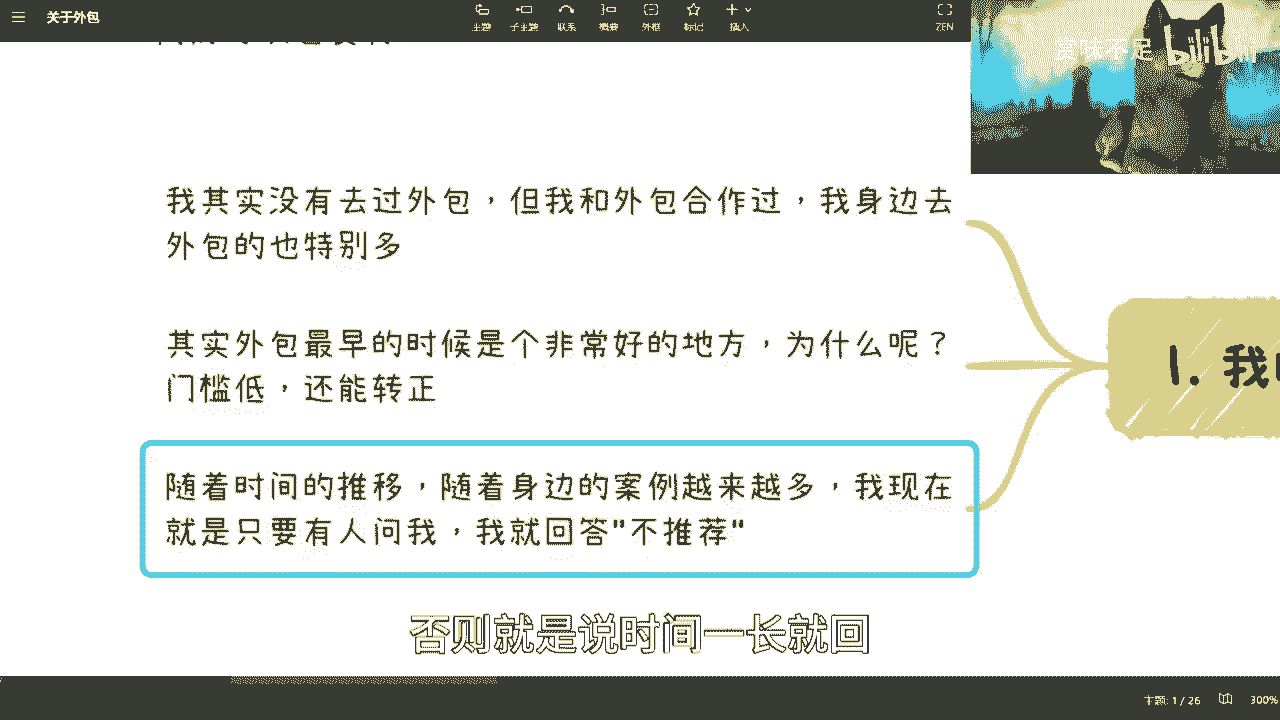 关于外包
主题
子主题
联系
概要
外框
标记
插入
ZEN
赏味不足
bilibili
我其实没有去过外包，但我和外包合作过，我身边去
外包的也特别多
其实外包最早的时候是个非常好的地方，为什么呢？
门槛低，还能转正
1. 我
随着时间的推移，随着身边的案例越来越多，我现在
就是只要有人问我，我就回答"不推荐"
否则就是说时间一长就回
主题: 1 / 26
300%